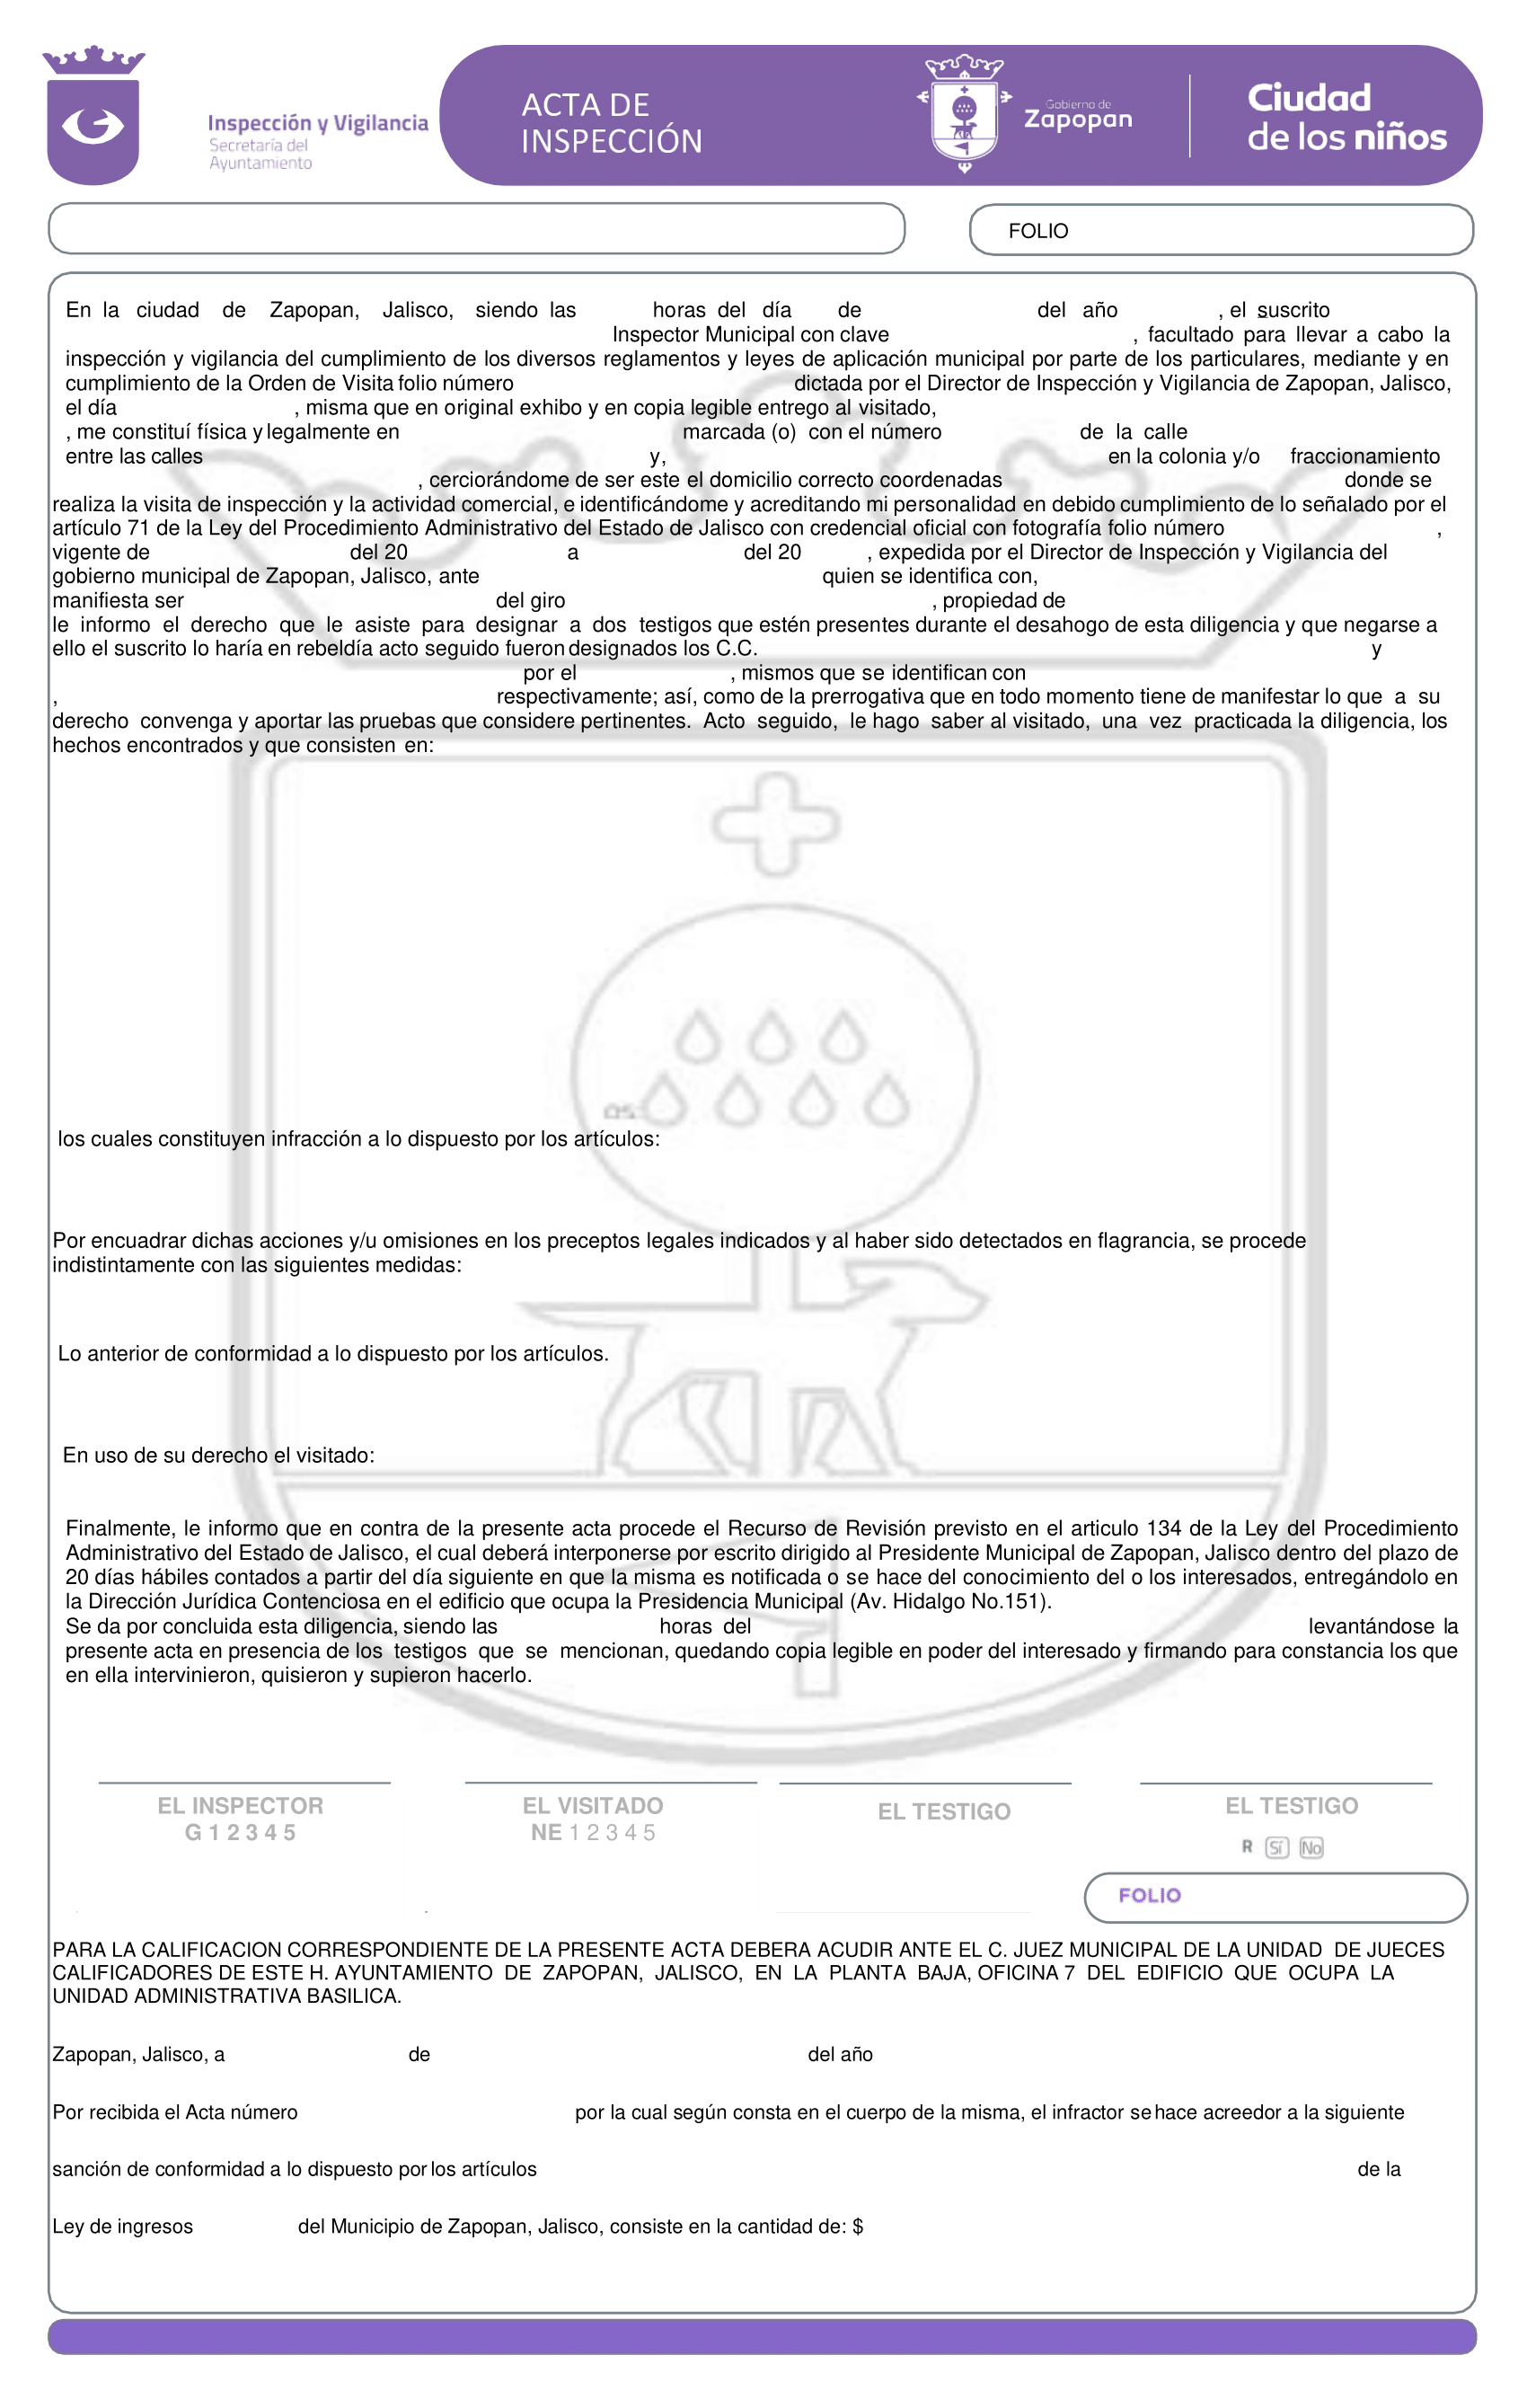 Inspección y Vigilancia
Secretaría del
Ayuntamiento
ACTA DE
INSPECCIÓN
Gobierno de
Zapopan
Ciudad
de los niños
FOLIO
En la ciudad de Zapopan, Jalisco, siendo las horas del día de del año , el suscrito
Inspector Municipal con clave , facultado para llevar a cabo la
inspección y vigilancia del cumplimiento de los diversos reglamentos y leyes de aplicación municipal por parte de los particulares, mediante y en
cumplimiento de la Orden de Visita folio número dictada por el Director de Inspección y Vigilancia de Zapopan, Jalisco,
el día , misma que en original exhibo y en copia legible entrego al visitado,
, me constituí física y legalmente en marcada (o) con el número de la calle
entre las calles y, en la colonia y/o fraccionamiento
, cerciorándome de ser este el domicilio correcto coordenadas donde se
realiza la visita de inspección y la actividad comercial, e identificándome y acreditando mi personalidad en debido cumplimiento de lo señalado por el
artículo 71 de la Ley del Procedimiento Administrativo del Estado de Jalisco con credencial oficial con fotografía folio número ,
vigente de del 20 a del 20 , expedida por el Director de Inspección y Vigilancia del
gobierno municipal de Zapopan, Jalisco, ante quien se identifica con,
manifiesta ser del giro , propiedad de
le informo el derecho que le asiste para designar a dos testigos que estén presentes durante el desahogo de esta diligencia y que negarse a
ello el suscrito lo haría en rebeldía acto seguido fueron designados los C.C. y
por el , mismos que se identifican con
, respectivamente; así, como de la prerrogativa que en todo momento tiene de manifestar lo que a su
derecho convenga y aportar las pruebas que considere pertinentes. Acto seguido, le hago saber al visitado, una vez practicada la diligencia, los
hechos encontrados y que consisten en:
los cuales constituyen infracción a lo dispuesto por los artículos:
Por encuadrar dichas acciones y/u omisiones en los preceptos legales indicados y al haber sido detectados en flagrancia, se procede
indistintamente con las siguientes medidas:
Lo anterior de conformidad a lo dispuesto por los artículos.
En uso de su derecho el visitado:
Finalmente, le informo que en contra de la presente acta procede el Recurso de Revisión previsto en el articulo 134 de la Ley del Procedimiento
Administrativo del Estado de Jalisco, el cual deberá interponerse por escrito dirigido al Presidente Municipal de Zapopan, Jalisco dentro del plazo de
20 días hábiles contados a partir del día siguiente en que la misma es notificada o se hace del conocimiento del o los interesados, entregándolo en
la Dirección Jurídica Contenciosa en el edificio que ocupa la Presidencia Municipal (Av. Hidalgo No.151).
Se da por concluida esta diligencia, siendo las horas del levantándose la
presente acta en presencia de los testigos que se mencionan, quedando copia legible en poder del interesado y firmando para constancia los que
en ella intervinieron, quisieron y supieron hacerlo.
EL INSPECTOR
G 1 2 3 4 5
EL VISITADO
NE 1 2 3 4 5
EL TESTIGO
EL TESTIGO
R Sí No
FOLIO
PARA LA CALIFICACION CORRESPONDIENTE DE LA PRESENTE ACTA DEBERA ACUDIR ANTE EL C. JUEZ MUNICIPAL DE LA UNIDAD DE JUECES
CALIFICADORES DE ESTE H. AYUNTAMIENTO DE ZAPOPAN, JALISCO, EN LA PLANTA BAJA, OFICINA 7 DEL EDIFICIO QUE OCUPA LA
UNIDAD ADMINISTRATIVA BASILICA.
Zapopan, Jalisco, a de del año
Por recibida el Acta número por la cual según consta en el cuerpo de la misma, el infractor se hace acreedor a la siguiente
sanción de conformidad a lo dispuesto por los artículos de la
Ley de ingresos del Municipio de Zapopan, Jalisco, consiste en la cantidad de: $